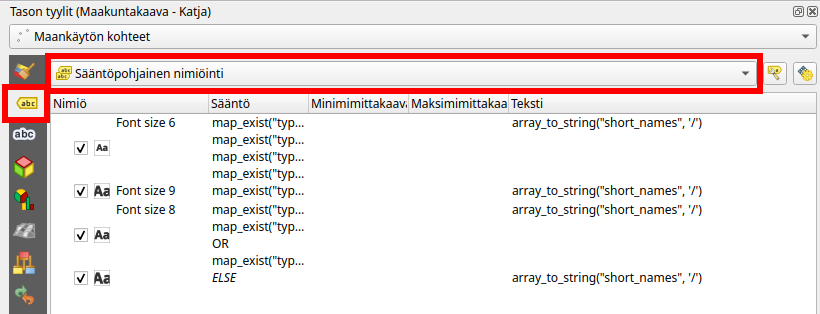 Tason tyylit (Maakuntakaava - Katja)
Maankäytön kohteet
Sääntöpohjainen nimiöinti
Nimiö Sääntö Minimimittakaava Maksimimittakaa Teksti
Font size 6 map_exist("typ... array_to_string("short_names", '/')
map_exist("typ...
Aa map_exist("typ...
map_exist("typ...
Aa Font size 9 map_exist("typ... array_to_string("short_names", '/')
Font size 8 map_exist("typ... array_to_string("short_names", '/')
map_exist("typ...
Aa OR
map_exist("typ...
Aa ELSE array_to_string("short_names", '/')
abc
abc